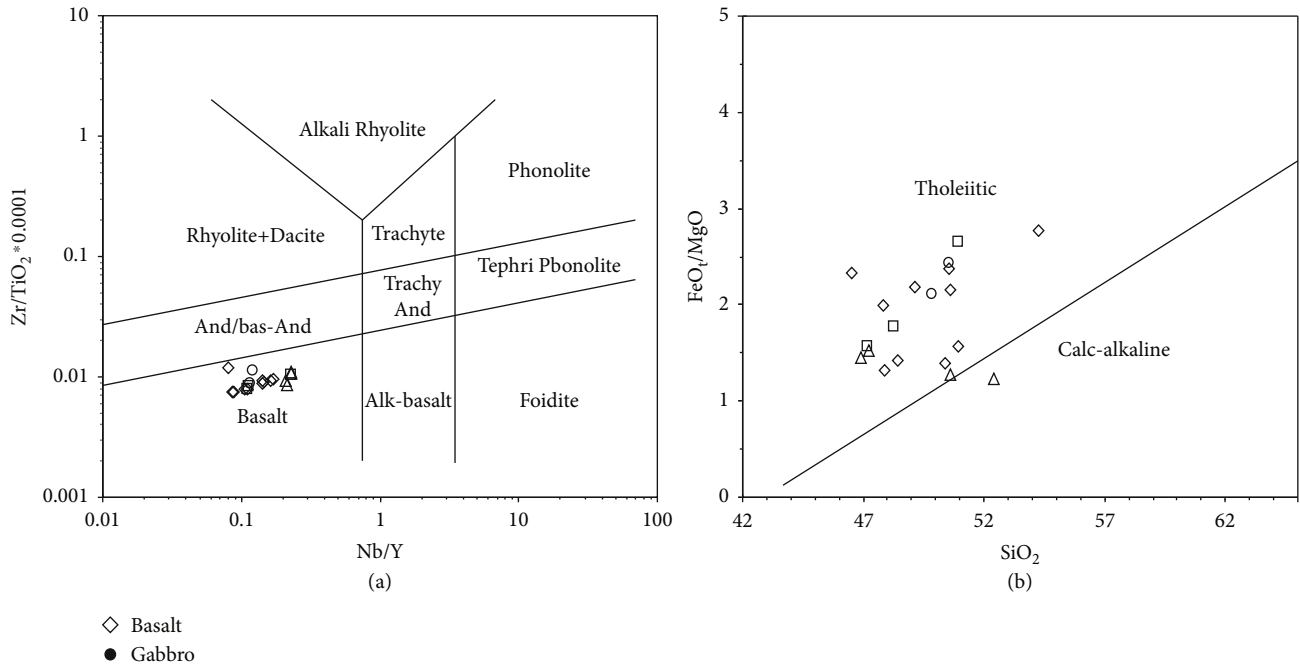 10
1
0.1
0.01
0.001
Zr/TiO₂*0.0001
Alkali Rhyolite
Phonolite
Rhyolite+Dacite
Trachyte
Tephri Pbonolite
Trachy
And
And/bas-And
Basalt
Alk-basalt
Foidite
0.01
0.1
1
10
100
Nb/Y
(a)
5
4
3
2
1
0
FeOₜ/MgO
Tholeiitic
Calc-alkaline
42
47
52
57
62
SiO₂
(b)
Basalt
Gabbro